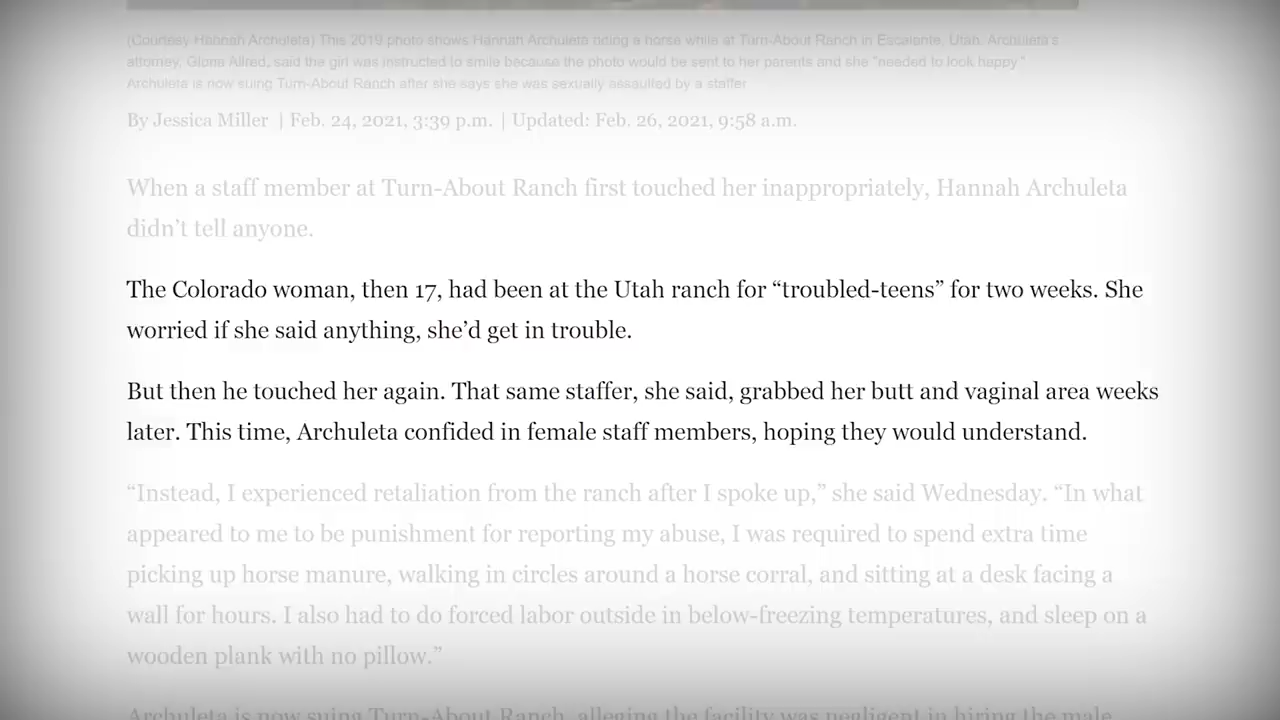 (Courtesy Hannah Archuleta) This 2019 photo shows Hannah Archuleta riding a horse while at Turn-About Ranch in Escalante, Utah. Archuleta's
attorney, Gloria Allred, said the girl was instructed to smile because the photo would be sent to her parents and she "needed to look happy."
Archuleta is now suing Turn-About Ranch after she says she was sexually assaulted by a staffer
By Jessica Miller | Feb. 24, 2021, 3:39 p.m. | Updated: Feb. 26, 2021, 9:58 a.m.
When a staff member at Turn-About Ranch first touched her inappropriately, Hannah Archuleta
didn’t tell anyone.
The Colorado woman, then 17, had been at the Utah ranch for “troubled-teens” for two weeks. She
worried if she said anything, she’d get in trouble.
But then he touched her again. That same staffer, she said, grabbed her butt and vaginal area weeks
later. This time, Archuleta confided in female staff members, hoping they would understand.
“Instead, I experienced retaliation from the ranch after I spoke up,” she said Wednesday. “In what
appeared to me to be punishment for reporting my abuse, I was required to spend extra time
picking up horse manure, walking in circles around a horse corral, and sitting at a desk facing a
wall for hours. I also had to do forced labor outside in below-freezing temperatures, and sleep on a
wooden plank with no pillow.”
Archuleta is now suing Turn-About Ranch, alleging the facility was negligent in hiring the male